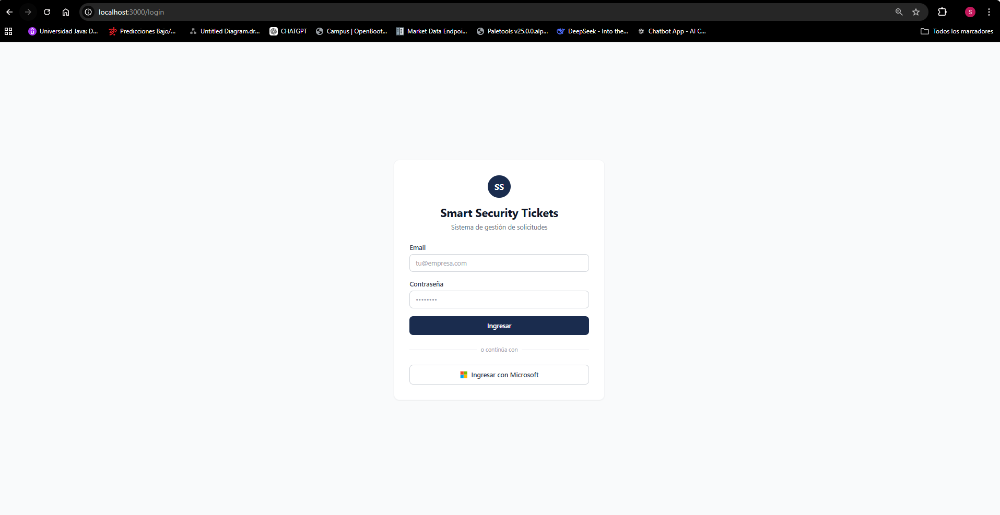 localhost:3000/login
S
Universidad Java: D...
Predicciones Bajo/...
Untitled Diagram.dr...
CHATGPT
Campus | OpenBoot...
Market Data Endpoi...
Paletools v25.0.0.alp...
DeepSeek - Into the...
Chatbot App - AI C...
Todos los marcadores
SS
Smart Security Tickets
Sistema de gestión de solicitudes
Email
tu@empresa.com
Contraseña
••••••••
Ingresar
o continúa con
Ingresar con Microsoft